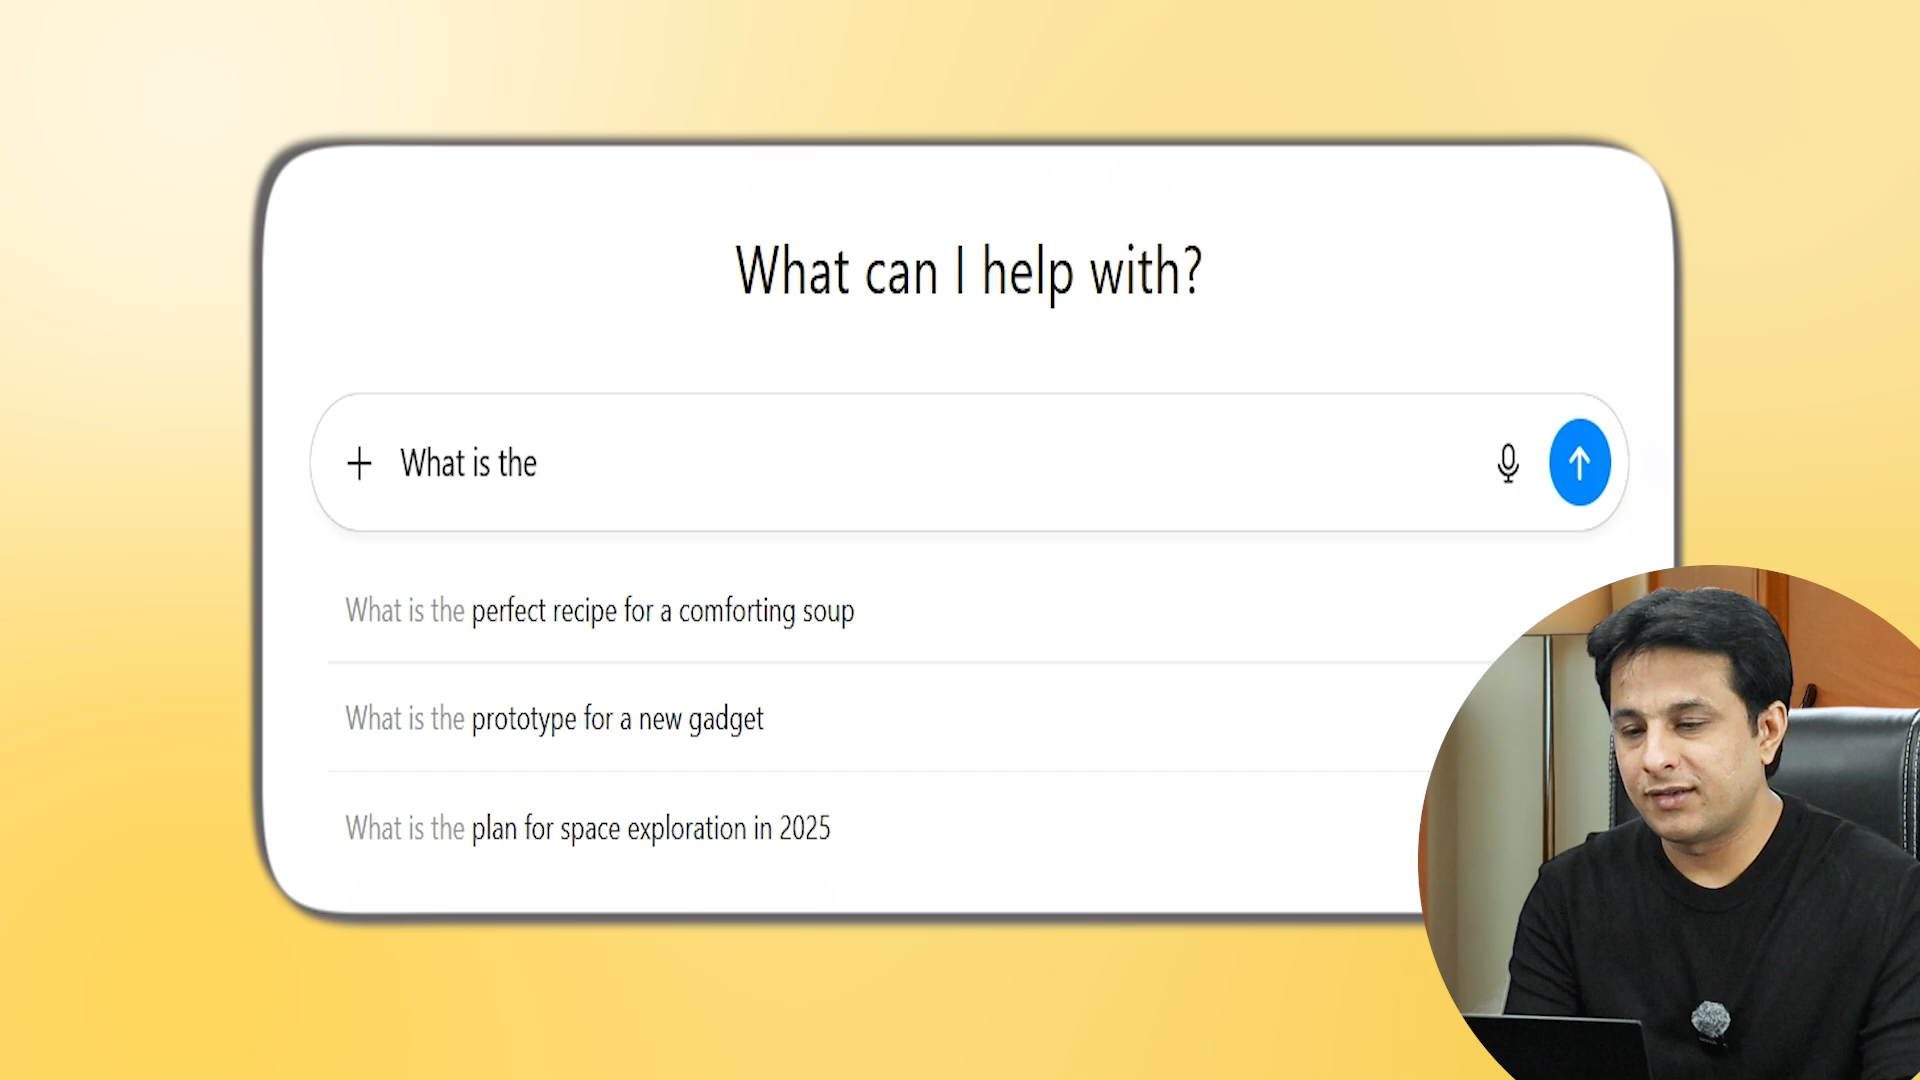 What can I help with?
What is the
What is the perfect recipe for a comforting soup
What is the prototype for a new gadget
What is the plan for space exploration in 2025